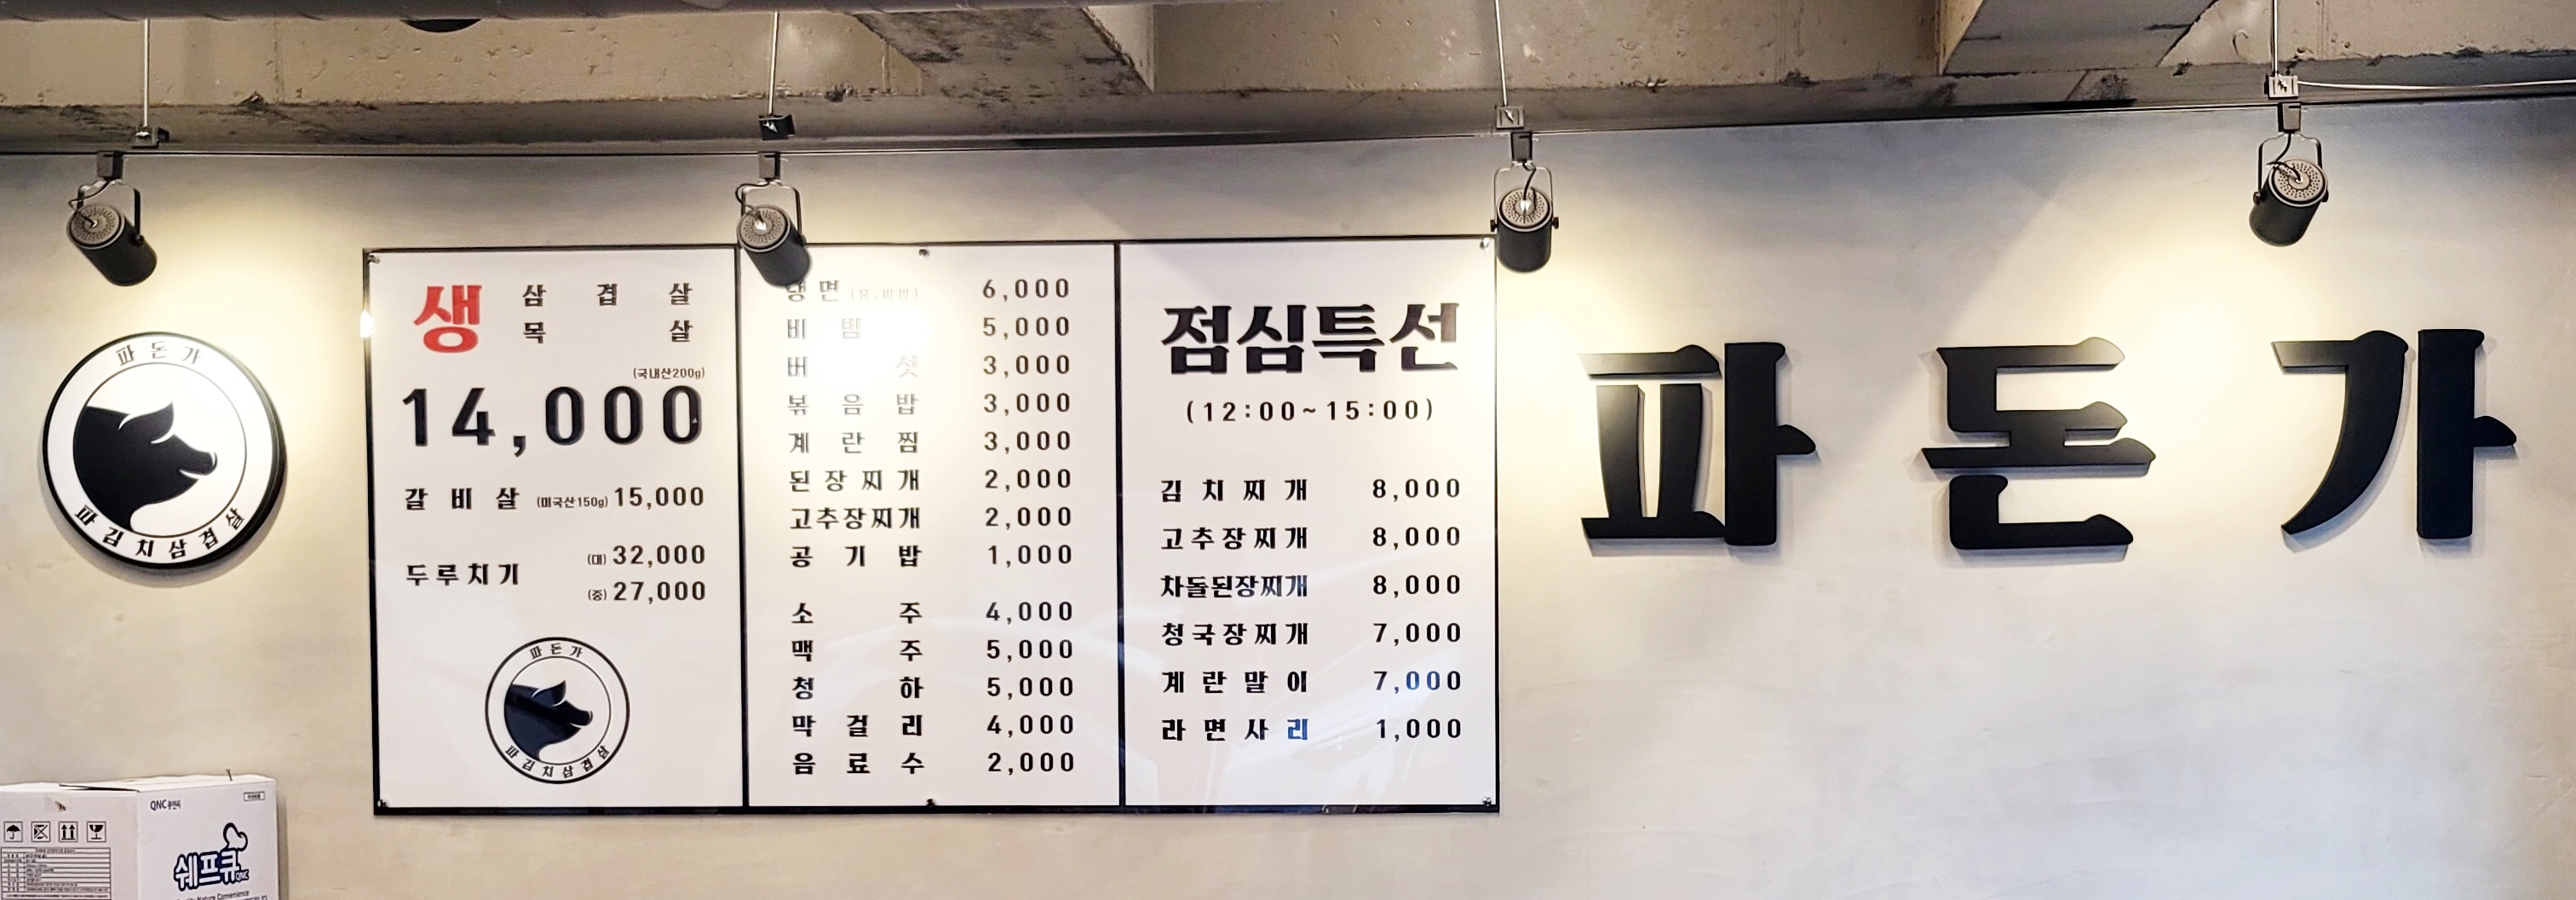 파돈가
파김치삼겹살
생 삼겹살
목살
(국내산200g)
14,000
갈비살 (미국산150g) 15,000
두루치기 (대) 32,000
(중) 27,000
파돈가
파김치삼겹살
냉면 6,000
비빔 5,000
버섯 3,000
볶음밥 3,000
계란찜 3,000
된장찌개 2,000
고추장찌개 2,000
공기밥 1,000
소주 4,000
맥주 5,000
청하 5,000
막걸리 4,000
음료수 2,000
점심특선
(12:00~15:00)
김치찌개 8,000
고추장찌개 8,000
차돌된장찌개 8,000
청국장찌개 7,000
계란말이 7,000
라면사리 1,000
파돈가
QNC
쉐프큐 QNC